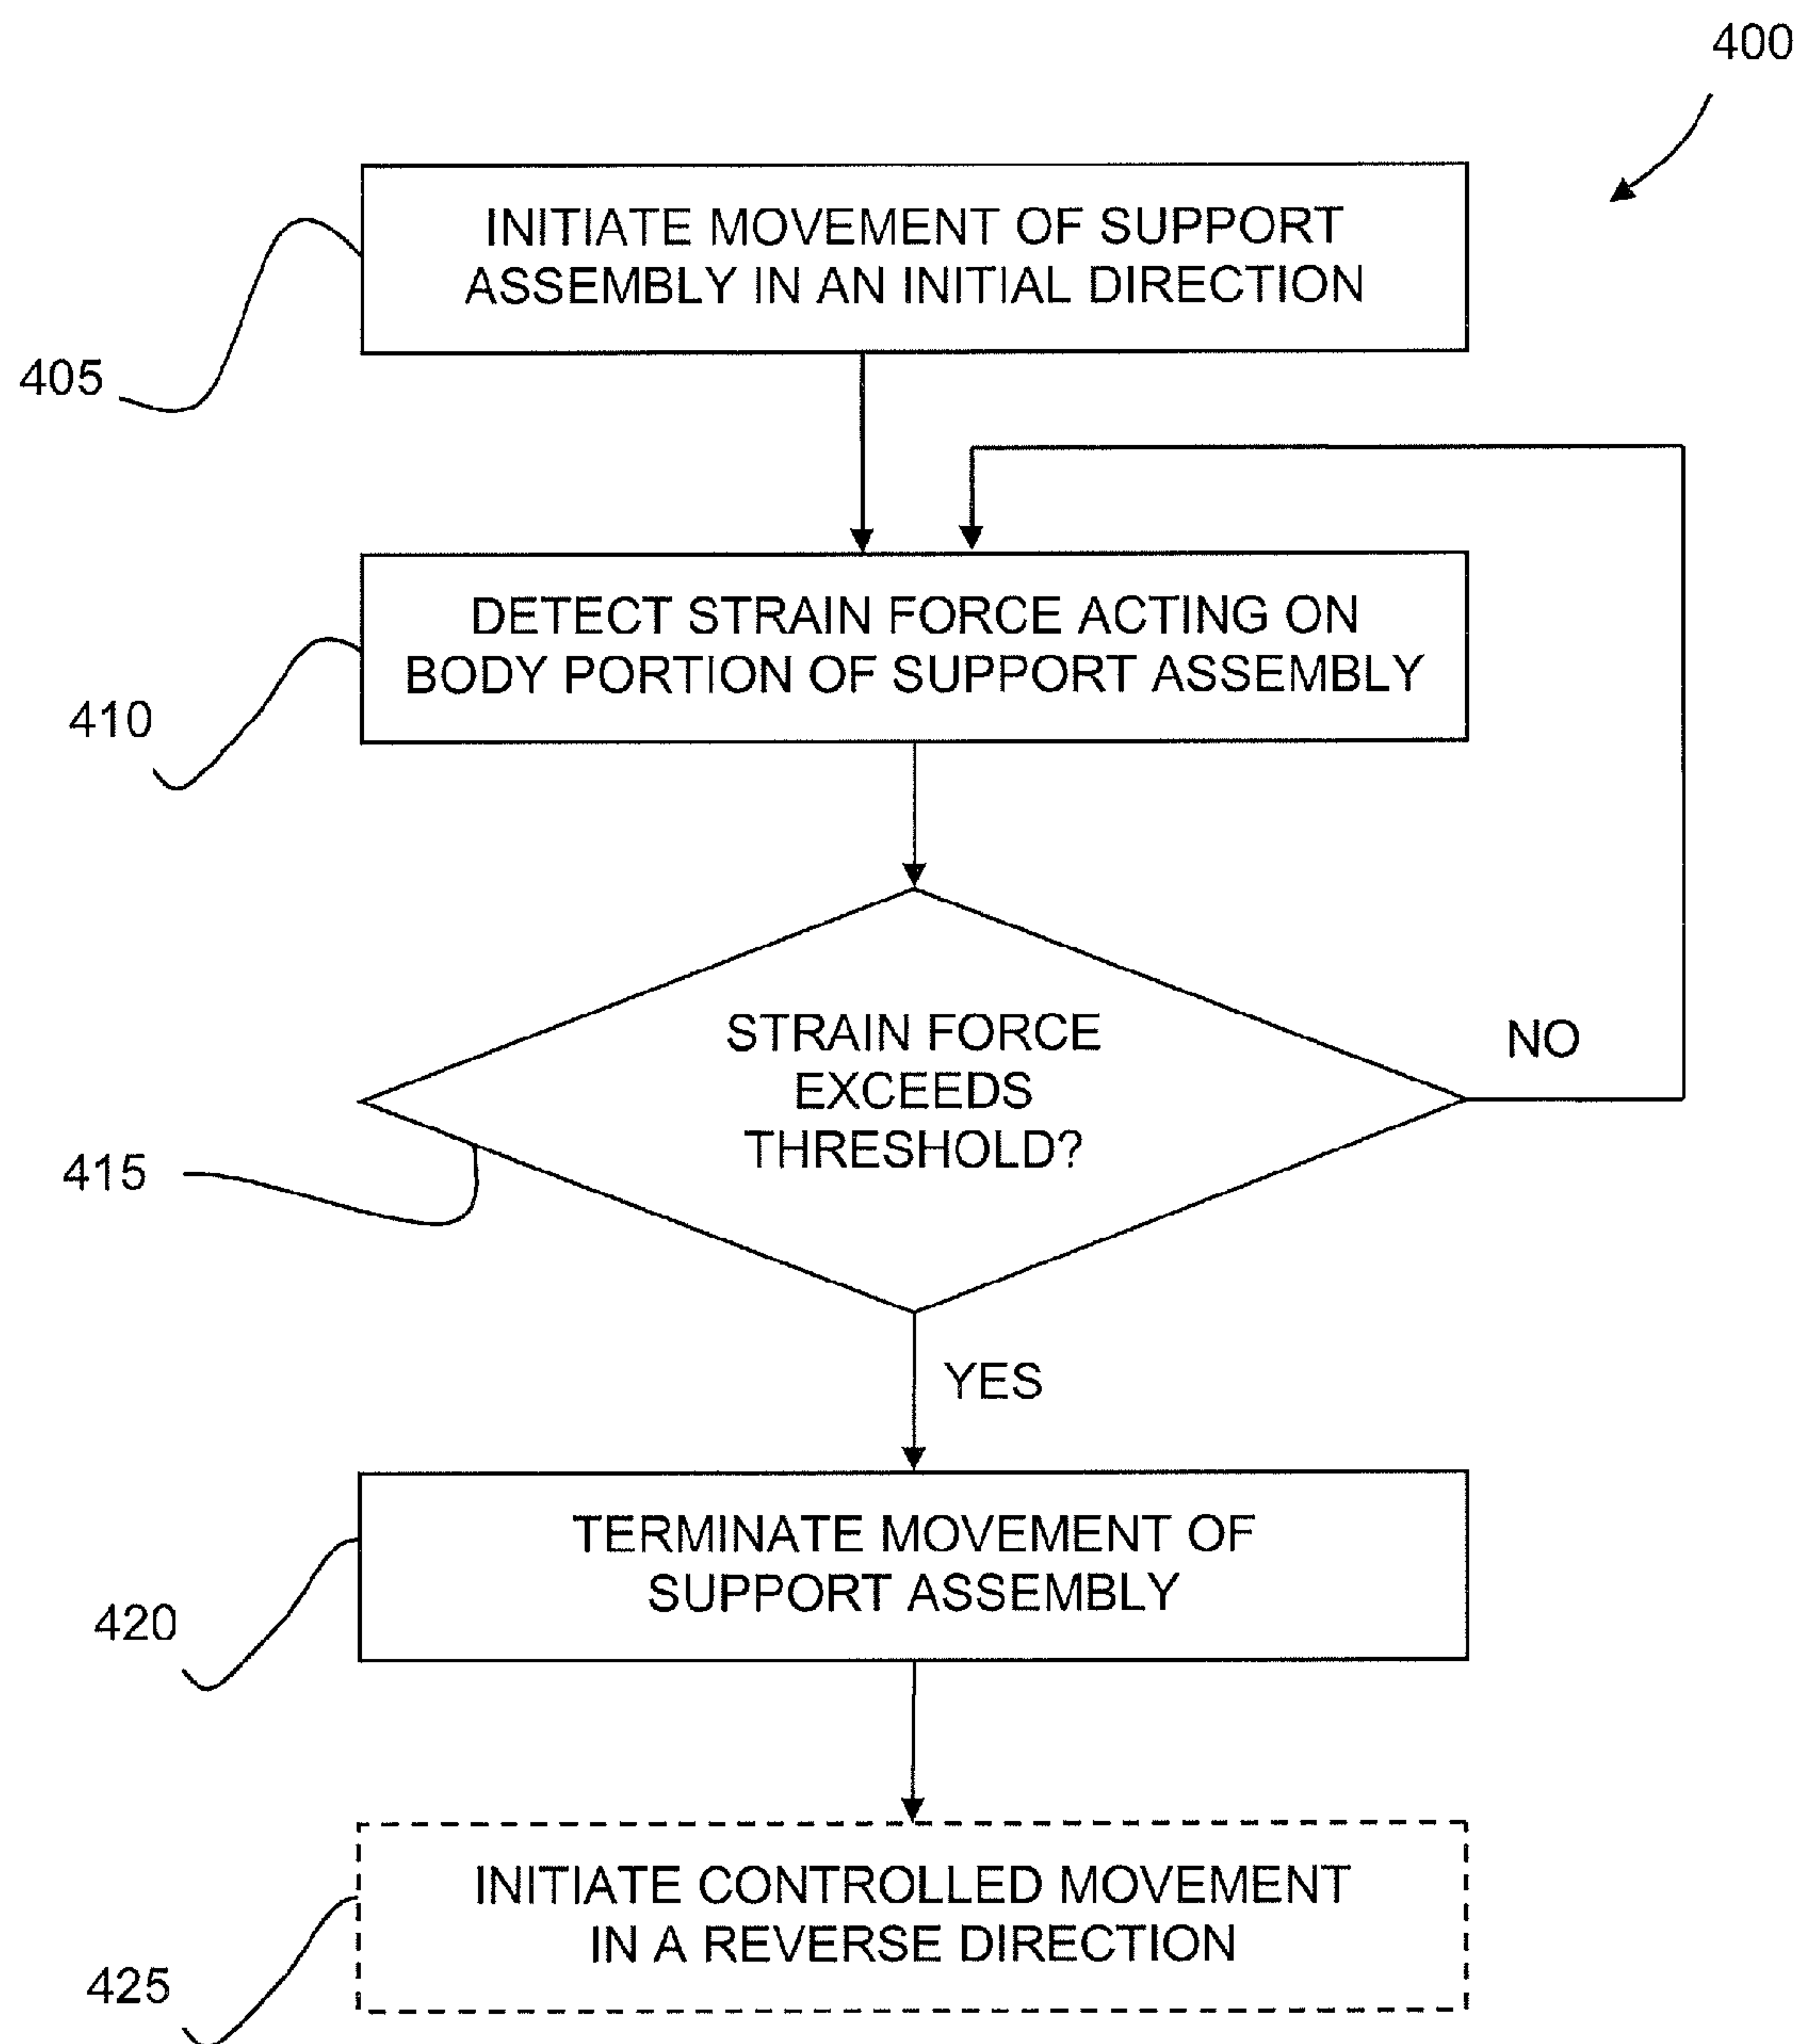 400
INITIATE MOVEMENT OF SUPPORT
ASSEMBLY IN AN INITIAL DIRECTION
405
DETECT STRAIN FORCE ACTING ON
BODY PORTION OF SUPPORT ASSEMBLY
410
STRAIN FORCE
EXCEEDS
THRESHOLD?
NO
415
YES
TERMINATE MOVEMENT OF
SUPPORT ASSEMBLY
420
INITIATE CONTROLLED MOVEMENT
IN A REVERSE DIRECTION
425